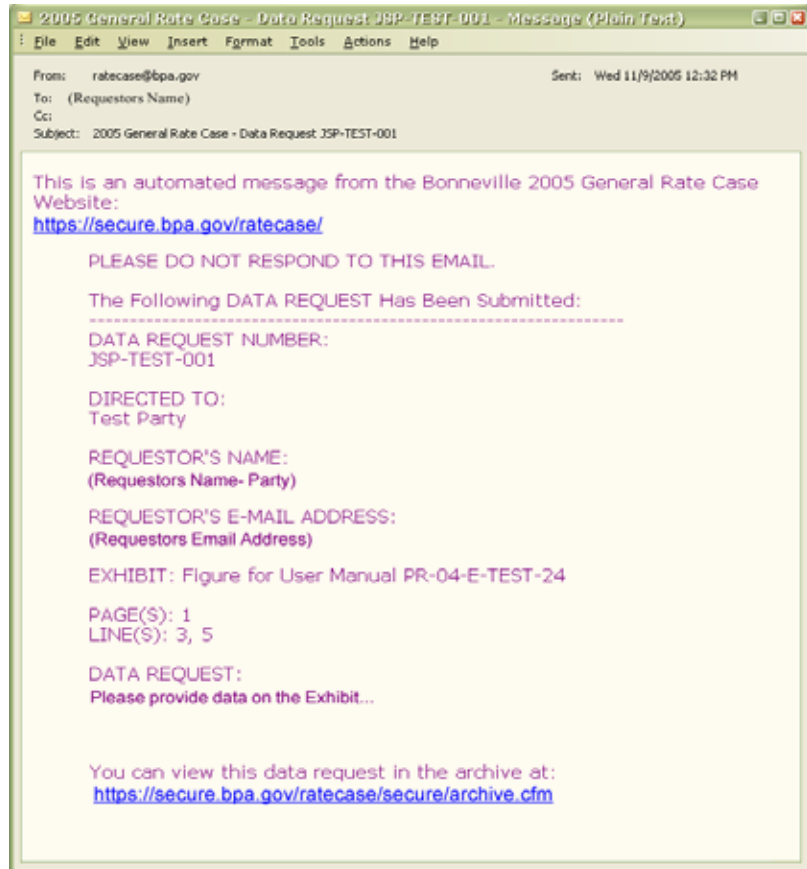 2005 General Rate Case - Data Request JSP-TEST-001 - Message (Plain Text)
File Edit View Insert Format Tools Actions Help
From: ratecase@bpa.gov Sent: Wed 11/9/2005 12:32 PM
To: (Requestors Name)
Cc:
Subject: 2005 General Rate Case - Data Request JSP-TEST-001
This is an automated message from the Bonneville 2005 General Rate Case
Website:
https://secure.bpa.gov/ratecase/
PLEASE DO NOT RESPOND TO THIS EMAIL.
The Following DATA REQUEST Has Been Submitted:
------------------------------------------------------------------
DATA REQUEST NUMBER:
JSP-TEST-001
DIRECTED TO:
Test Party
REQUESTOR'S NAME:
(Requestors Name- Party)
REQUESTOR'S E-MAIL ADDRESS:
(Requestors Email Address)
EXHIBIT: Figure for User Manual PR-04-E-TEST-24
PAGE(S): 1
LINE(S): 3, 5
DATA REQUEST:
Please provide data on the Exhibit...
You can view this data request in the archive at:
https://secure.bpa.gov/ratecase/secure/archive.cfm